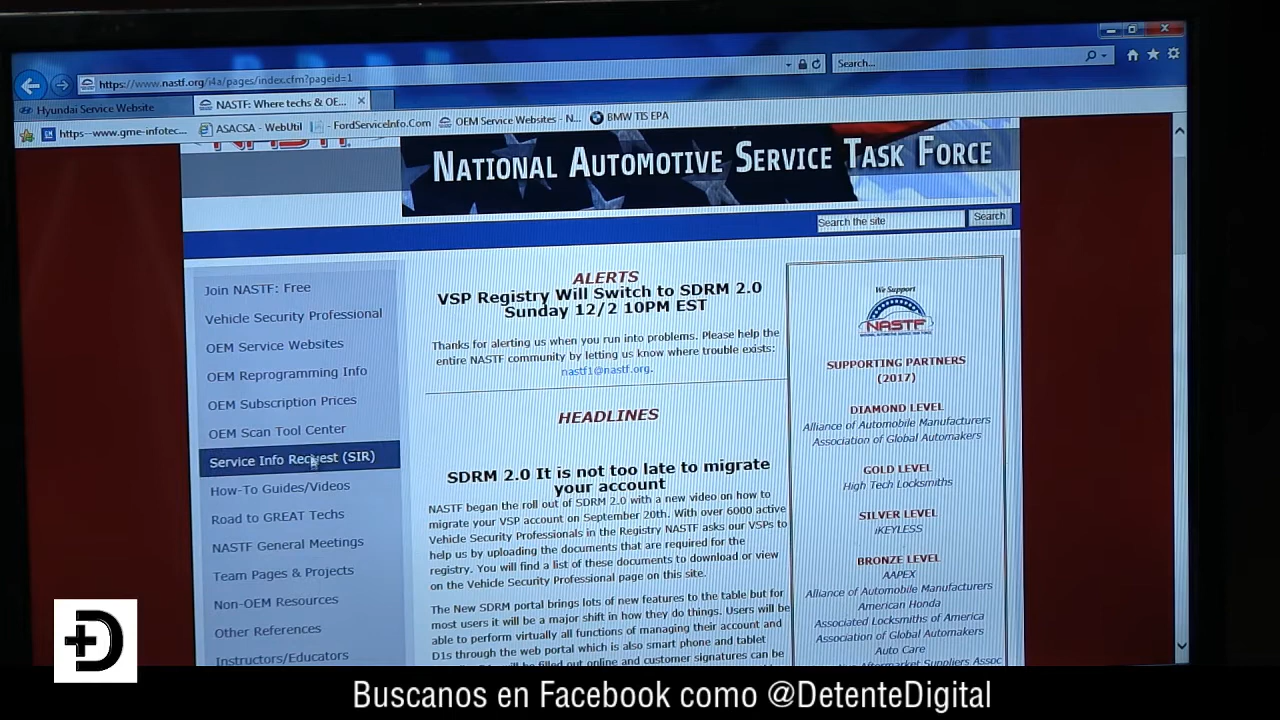 https://www.nastf.org/i4a/pages/index.cfm?pageid=1
Search...
Hyundai Service Website
NASTF: Where techs & OE...
https--www.gme-infotec...
ASACSA - WebUtil
- FordServiceInfo.Com
OEM Service Websites - N...
BMW TIS EPA
NATIONAL AUTOMOTIVE SERVICE TASK FORCE
Search the site
Search
Join NASTF: Free
Vehicle Security Professional
OEM Service Websites
OEM Reprogramming Info
OEM Subscription Prices
OEM Scan Tool Center
Service Info Request (SIR)
How-To Guides/Videos
Road to GREAT Techs
NASTF General Meetings
Team Pages & Projects
Non-OEM Resources
Other References
Instructors/Educators
ALERTS
VSP Registry Will Switch to SDRM 2.0
Sunday 12/2 10PM EST
Thanks for alerting us when you run into problems. Please help the
entire NASTF community by letting us know where trouble exists:
nastf1@nastf.org.
HEADLINES
SDRM 2.0 It is not too late to migrate
your account
NASTF began the roll out of SDRM 2.0 with a new video on how to
migrate your VSP account on September 20th. With over 6000 active
Vehicle Security Professionals in the Registry NASTF asks our VSPs to
help us by uploading the documents that are required for the
registry. You will find a list of these documents to download or view
on the Vehicle Security Professional page on this site.
The New SDRM portal brings lots of new features to the table but for
most users it will be a major shift in how they do things. Users will be
able to perform virtually all functions of managing their account and
D1s through the web portal which is also smart phone and tablet
will be filled out online and customer signatures can be
We Support
NASTF
SUPPORTING PARTNERS
(2017)
DIAMOND LEVEL
Alliance of Automobile Manufacturers
Association of Global Automakers
GOLD LEVEL
High Tech Locksmiths
SILVER LEVEL
iKEYLESS
BRONZE LEVEL
AAPEX
Alliance of Automobile Manufacturers
American Honda
Associated Locksmiths of America
Association of Global Automakers
Auto Care
Aftermarket Suppliers Assoc
+D
Buscanos en Facebook como @DetenteDigital